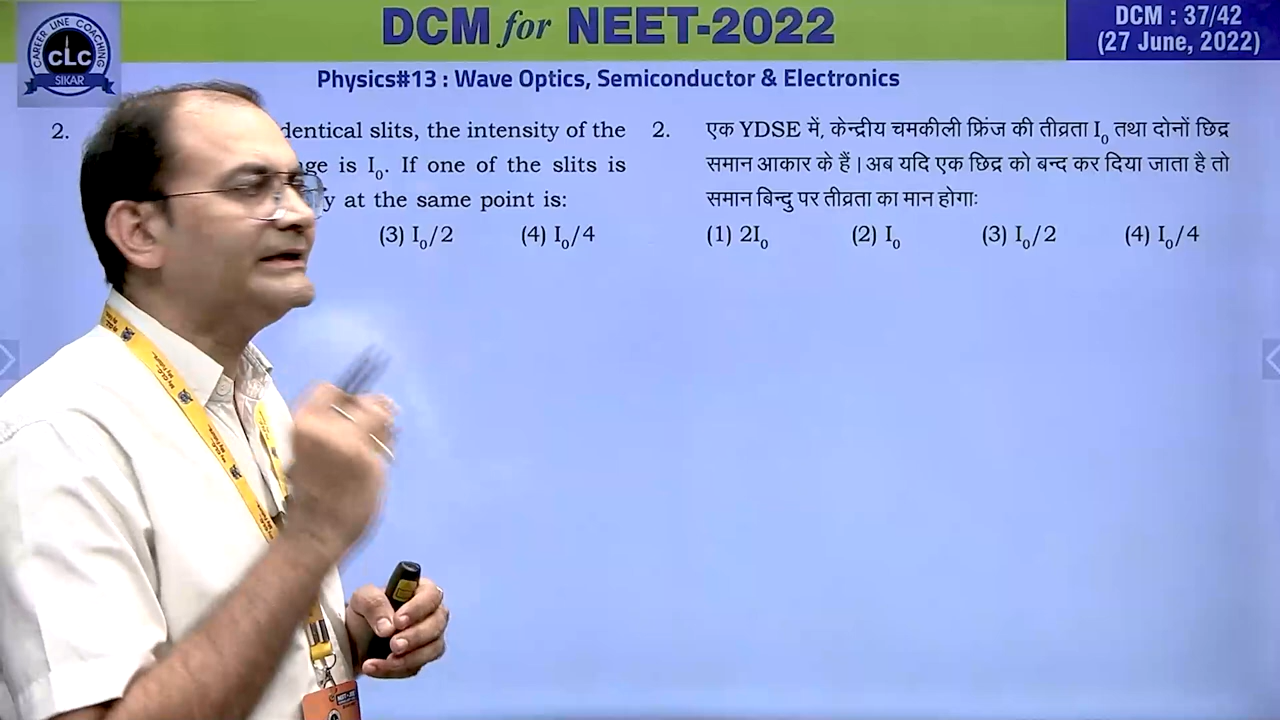 DCM for NEET-2022
DCM : 37/42
(27 June, 2022)
CAREER LINE COACHING
CLC
SIKAR
Physics#13 : Wave Optics, Semiconductor & Electronics
2. dentical slits, the intensity of the
ge is I₀. If one of the slits is
y at the same point is:
(3) I₀/2 (4) I₀/4
2. एक YDSE में, केन्द्रीय चमकीली फ्रिंज की तीव्रता I₀ तथा दोनों छिद्र
समान आकार के हैं। अब यदि एक छिद्र को बन्द कर दिया जाता है तो
समान बिन्दु पर तीव्रता का मान होगाः
(1) 2I₀ (2) I₀ (3) I₀/2 (4) I₀/4